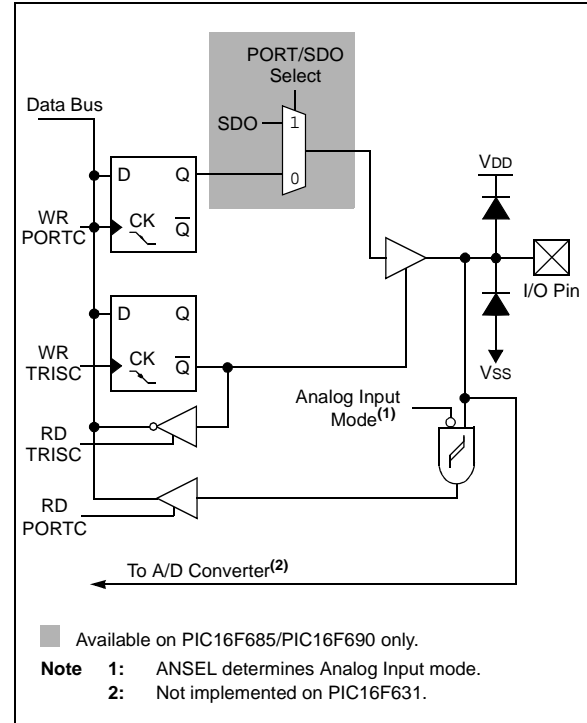 PORT/SDO
Select
Data Bus
SDO
1
0
VDD
D Q
WR
PORTC
CK
Q
I/O Pin
D Q
WR
TRISC
CK
Q
VSS
Analog Input
Mode(1)
RD
TRISC
RD
PORTC
To A/D Converter(2)
Available on PIC16F685/PIC16F690 only.
Note 1: ANSEL determines Analog Input mode.
2: Not implemented on PIC16F631.